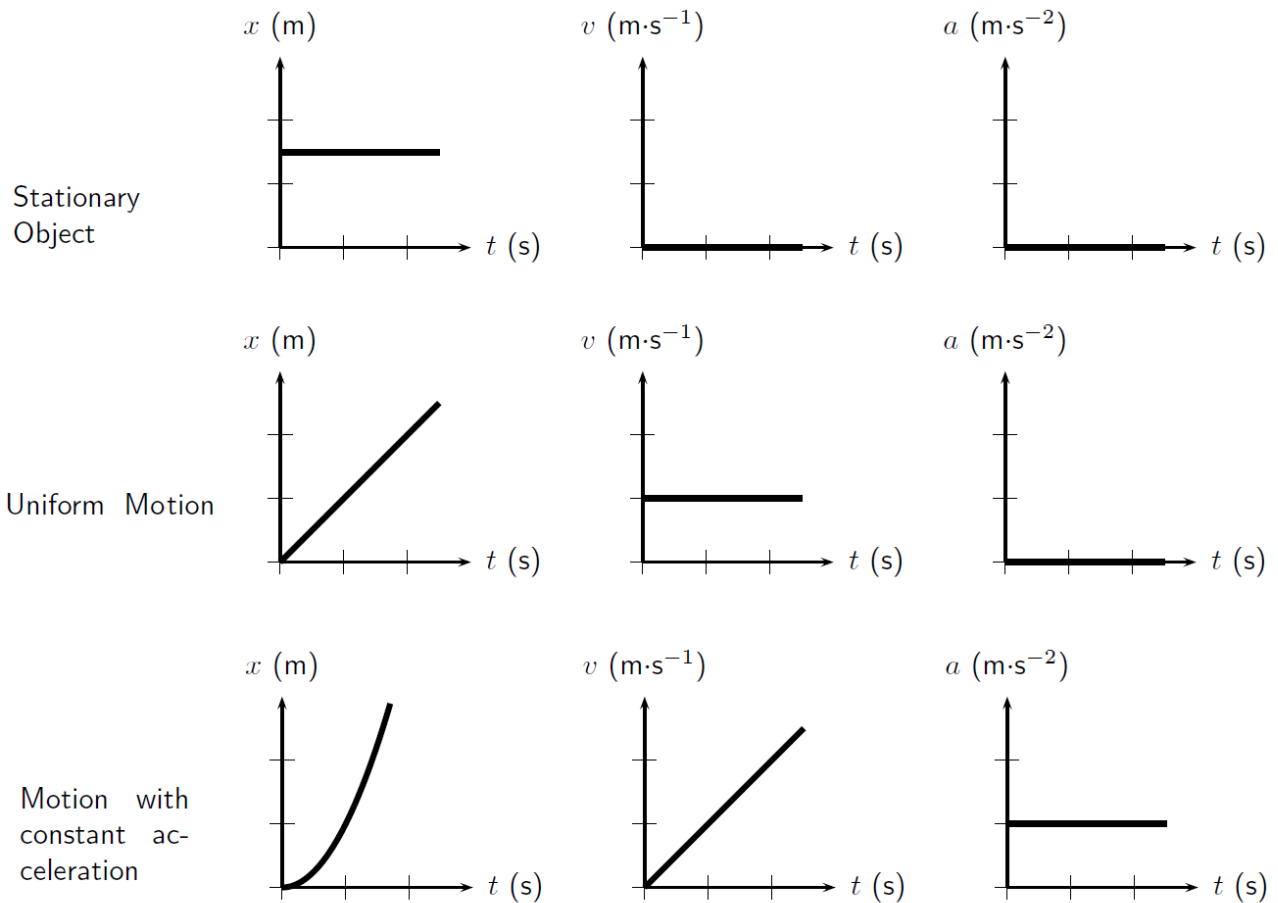 x (m)
v (m·s⁻¹)
a (m·s⁻²)
Stationary
Object
t (s)
t (s)
t (s)
x (m)
v (m·s⁻¹)
a (m·s⁻²)
Uniform Motion
t (s)
t (s)
t (s)
x (m)
v (m·s⁻¹)
a (m·s⁻²)
Motion with
constant ac-
celeration
t (s)
t (s)
t (s)